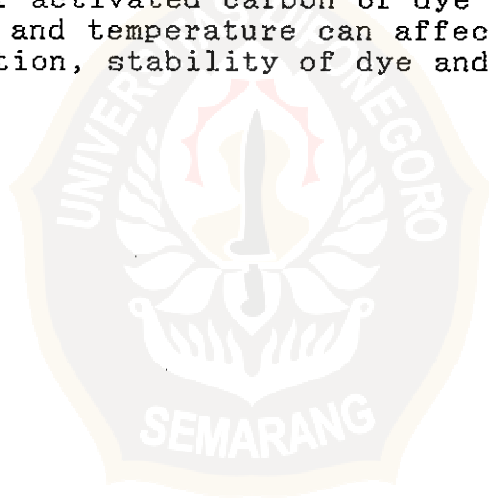 activated carbon of dye
and temperature can affec
tion, stability of dye and
UNIVERSITAS DIPONEGORO
SEMARANG